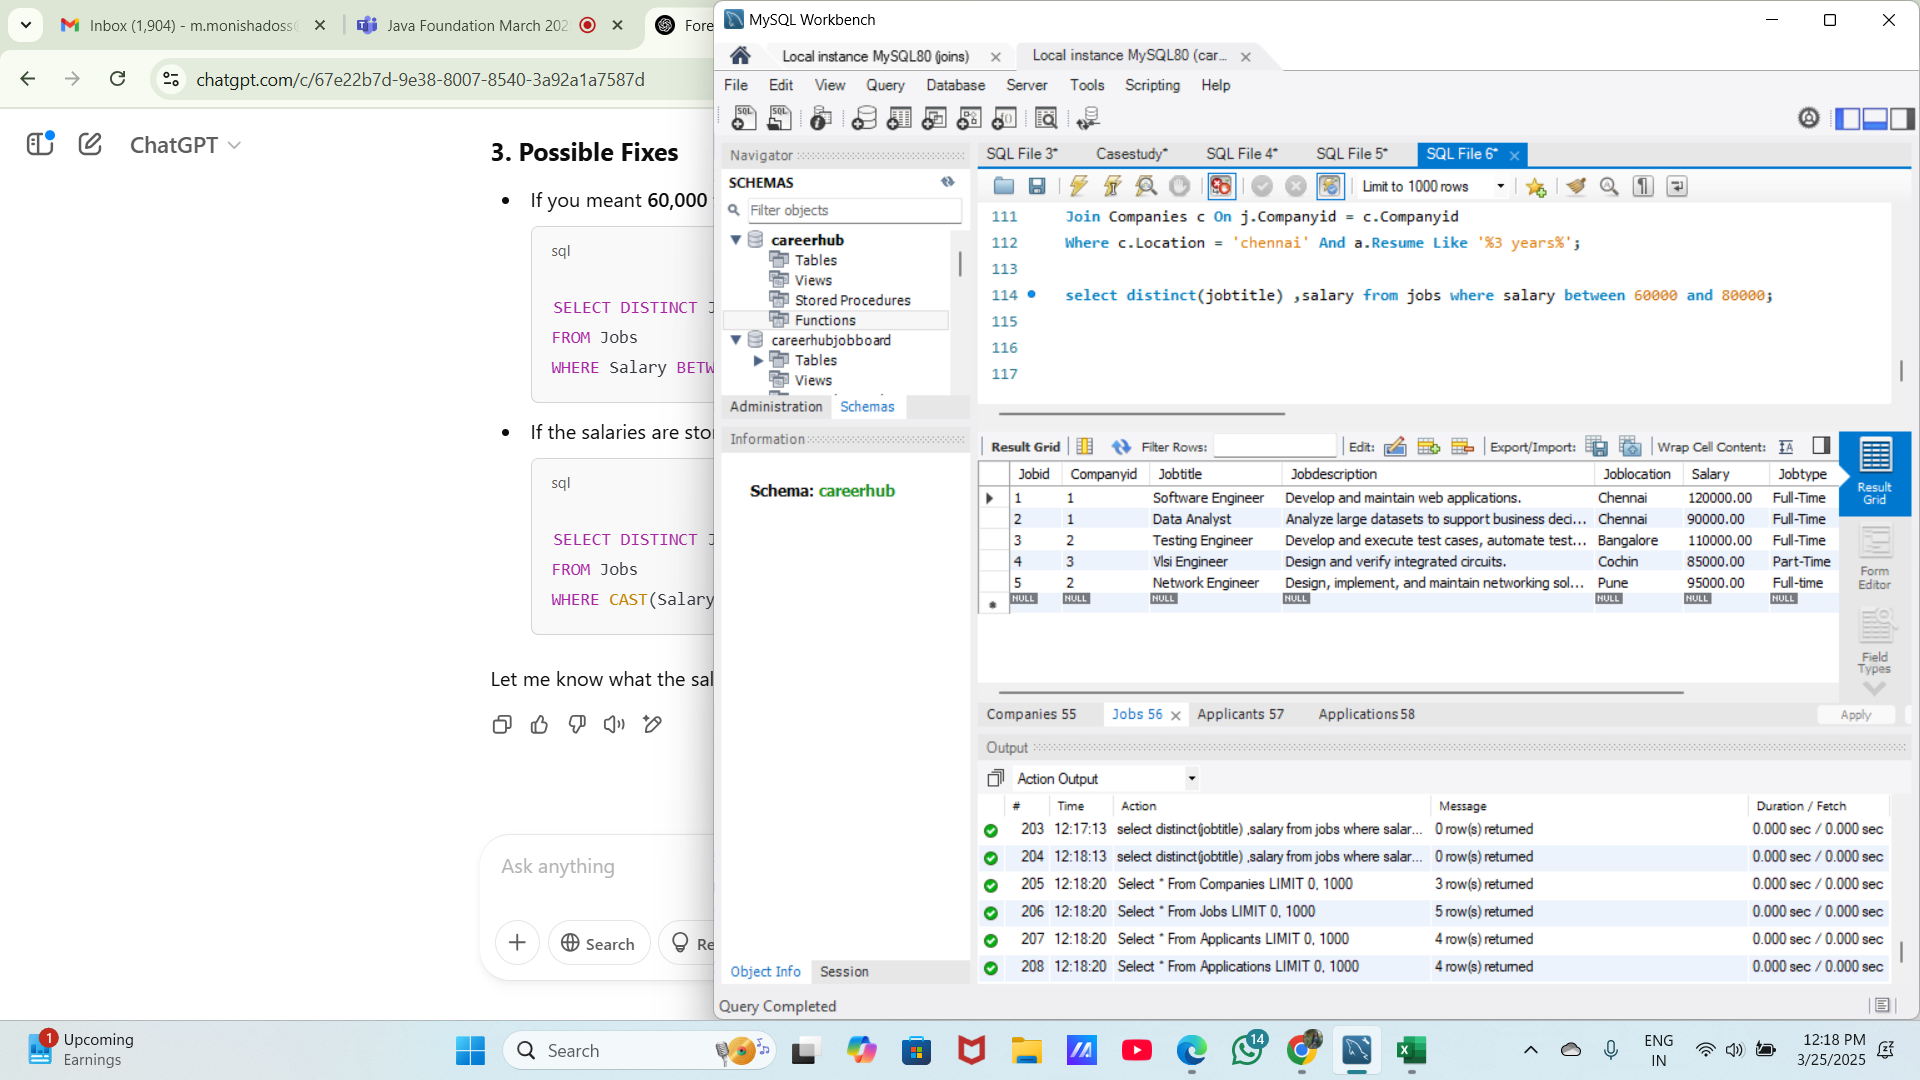 Inbox (1,904) - m.monishadoss
Java Foundation March 202
Fore
chatgpt.com/c/67e22b7d-9e38-8007-8540-3a92a1a7587d
ChatGPT
3. Possible Fixes
If you meant 60,000
sql
SELECT DISTINCT J
FROM Jobs
WHERE Salary BETW
If the salaries are stor
sql
SELECT DISTINCT J
FROM Jobs
WHERE CAST(Salary
Let me know what the sal
Ask anything
Search
Re
MySQL Workbench
Local instance MySQL80 (joins)
Local instance MySQL80 (car...
File Edit View Query Database Server Tools Scripting Help
Navigator
SCHEMAS
Filter objects
careerhub
Tables
Views
Stored Procedures
Functions
careerhubjobboard
Tables
Views
Administration Schemas
Information
Schema: careerhub
Object Info Session
Query Completed
SQL File 3* Casestudy* SQL File 4* SQL File 5* SQL File 6*
Limit to 1000 rows
111 Join Companies c On j.Companyid = c.Companyid
112 Where c.Location = 'chennai' And a.Resume Like '%3 years%';
113
114 select distinct(jobtitle) ,salary from jobs where salary between 60000 and 80000;
115
116
117
Result Grid Filter Rows: Edit: Export/Import: Wrap Cell Content:
Jobid Companyid Jobtitle Jobdescription Joblocation Salary Jobtype
1 1 Software Engineer Develop and maintain web applications. Chennai 120000.00 Full-Time
2 1 Data Analyst Analyze large datasets to support business deci... Chennai 90000.00 Full-Time
3 2 Testing Engineer Develop and execute test cases, automate test... Bangalore 110000.00 Full-Time
4 3 Vlsi Engineer Design and verify integrated circuits. Cochin 85000.00 Part-Time
5 2 Network Engineer Design, implement, and maintain networking sol... Pune 95000.00 Full-time
NULL NULL NULL NULL NULL NULL NULL
Result
Grid
Form
Editor
Field
Types
Companies 55 Jobs 56 Applicants 57 Applications 58
Apply
Output
Action Output
# Time Action Message Duration / Fetch
203 12:17:13 select distinct(jobtitle) ,salary from jobs where salar... 0 row(s) returned 0.000 sec / 0.000 sec
204 12:18:13 select distinct(jobtitle) ,salary from jobs where salar... 0 row(s) returned 0.000 sec / 0.000 sec
205 12:18:20 Select * From Companies LIMIT 0, 1000 3 row(s) returned 0.000 sec / 0.000 sec
206 12:18:20 Select * From Jobs LIMIT 0, 1000 5 row(s) returned 0.000 sec / 0.000 sec
207 12:18:20 Select * From Applicants LIMIT 0, 1000 4 row(s) returned 0.000 sec / 0.000 sec
208 12:18:20 Select * From Applications LIMIT 0, 1000 4 row(s) returned 0.000 sec / 0.000 sec
1
Upcoming
Earnings
Search
14
ENG
IN
12:18 PM
3/25/2025